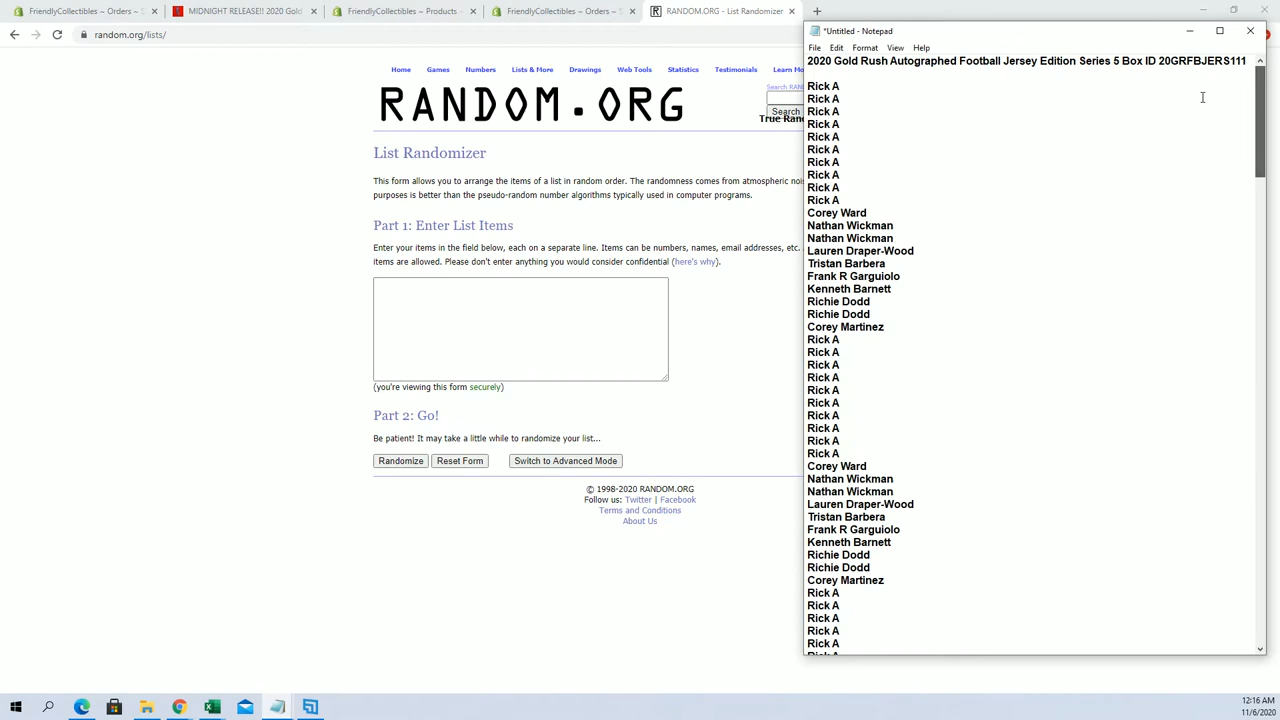 FriendlyCollectibles ~ Orders ~ S
MIDNIGHT RELEASE!! 2020 Gold
FriendlyCollectibles ~ Products ~
FriendlyCollectibles ~ Orders ~ S
RANDOM.ORG - List Randomizer
random.org/lists/
Home Games Numbers Lists & More Drawings Web Tools Statistics Testimonials Learn Mo
RANDOM.ORG
Search RAN
Search
True Ran
List Randomizer
This form allows you to arrange the items of a list in random order. The randomness comes from atmospheric noi
purposes is better than the pseudo-random number algorithms typically used in computer programs.
Part 1: Enter List Items
Enter your items in the field below, each on a separate line. Items can be numbers, names, email addresses, etc.
items are allowed. Please don't enter anything you would consider confidential (here's why).
(you're viewing this form securely)
Part 2: Go!
Be patient! It may take a little while to randomize your list...
Randomize Reset Form Switch to Advanced Mode
© 1998-2020 RANDOM.ORG
Follow us: Twitter | Facebook
Terms and Conditions
About Us
*Untitled - Notepad
File Edit Format View Help
2020 Gold Rush Autographed Football Jersey Edition Series 5 Box ID 20GRFBJERS111
Rick A
Rick A
Rick A
Rick A
Rick A
Rick A
Rick A
Rick A
Rick A
Rick A
Corey Ward
Nathan Wickman
Nathan Wickman
Lauren Draper-Wood
Tristan Barbera
Frank R Garguiolo
Kenneth Barnett
Richie Dodd
Richie Dodd
Corey Martinez
Rick A
Rick A
Rick A
Rick A
Rick A
Rick A
Rick A
Rick A
Rick A
Rick A
Corey Ward
Nathan Wickman
Nathan Wickman
Lauren Draper-Wood
Tristan Barbera
Frank R Garguiolo
Kenneth Barnett
Richie Dodd
Richie Dodd
Corey Martinez
Rick A
Rick A
Rick A
Rick A
Rick A
Rick A
12:16 AM
11/6/2020